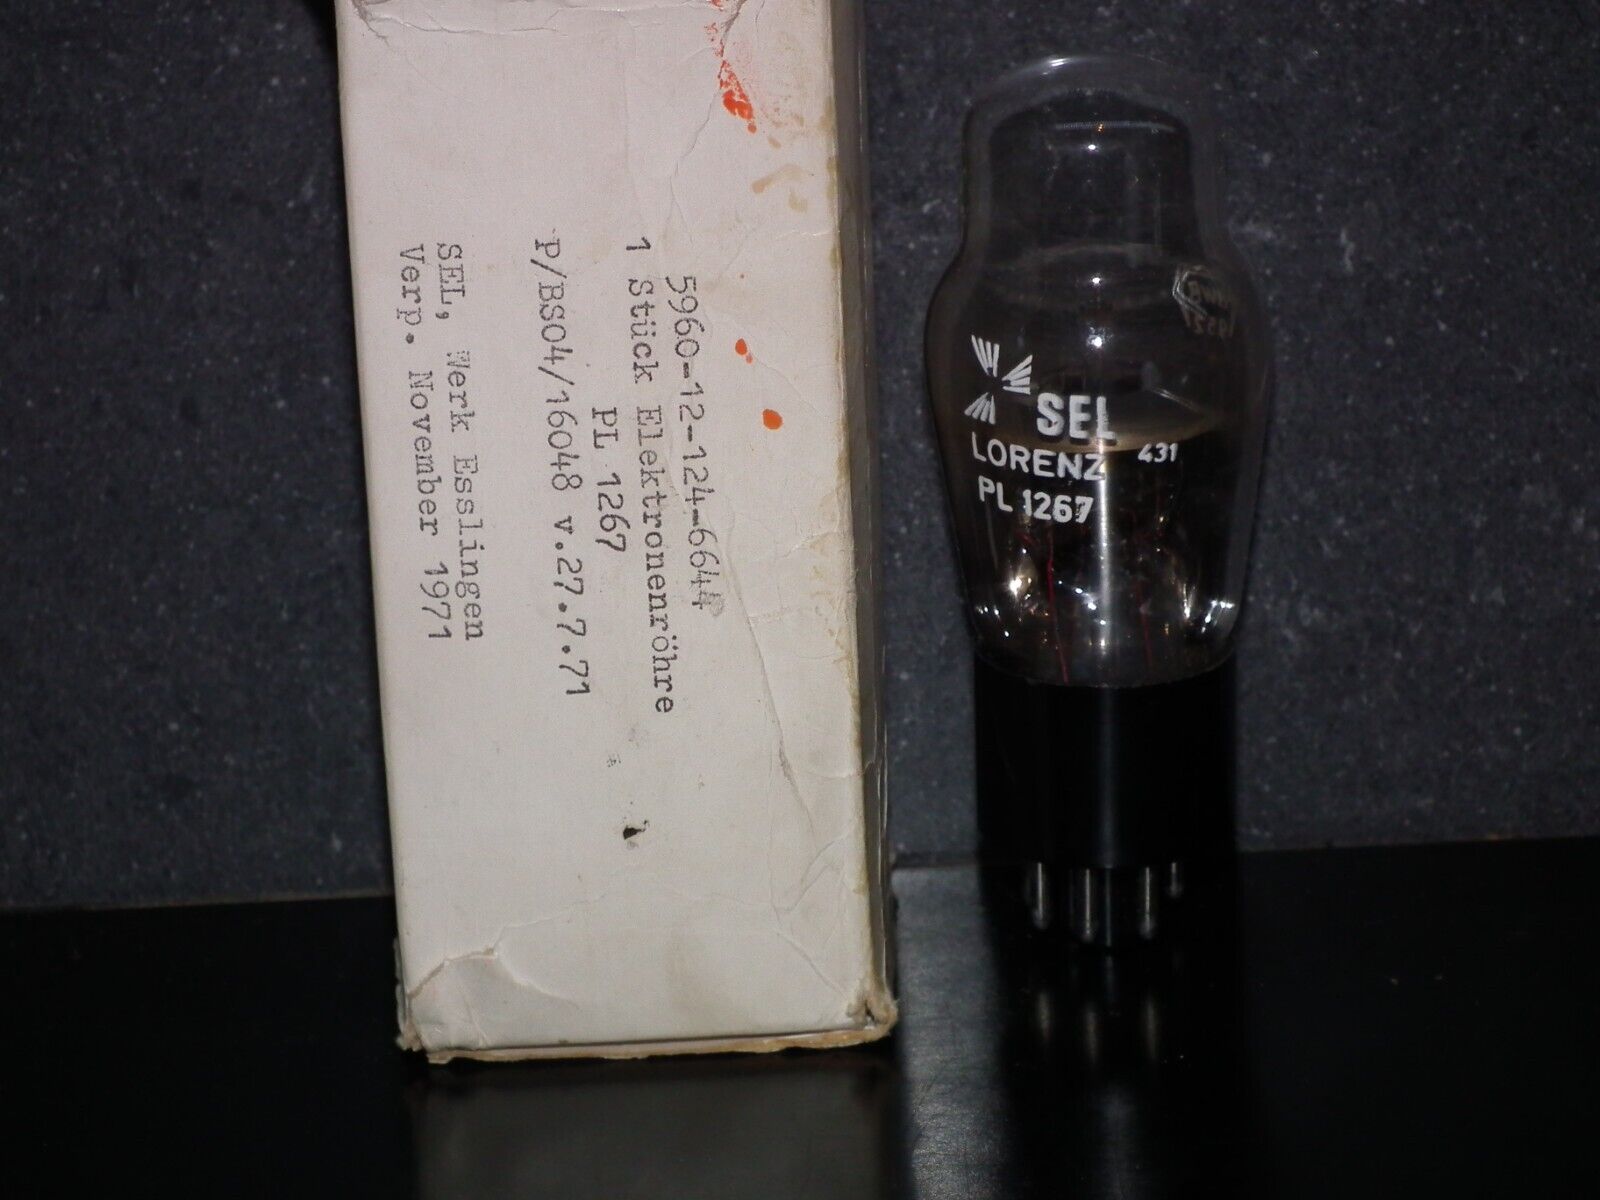 5960-12-124-6644
1 Stück Elektronenröhre
PL 1267
P/BS04/16048 v.27.7.71
SEL, Werk Esslingen
Verp. November 1971
SEL
LORENZ 431
PL 1267